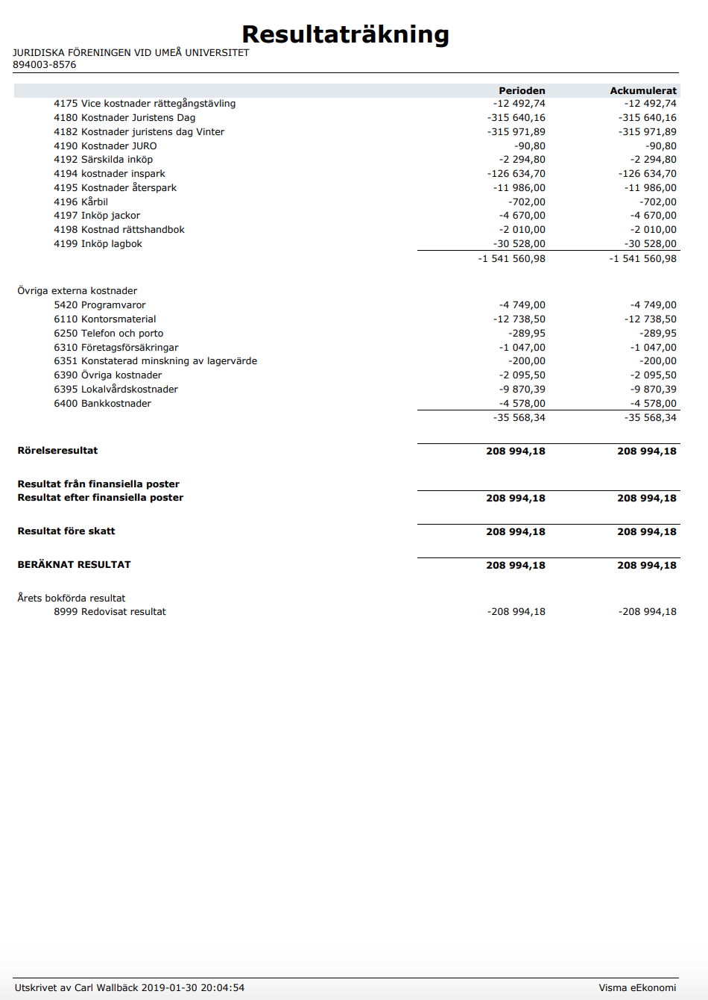 Resultaträkning
JURIDISKA FÖRENINGEN VID UMEÅ UNIVERSITET
894003-8576
Perioden Ackumulerat
4175 Vice kostnader rättegångstävling -12 492,74 -12 492,74
4180 Kostnader Juristens Dag -315 640,16 -315 640,16
4182 Kostnader juristens dag Vinter -315 971,89 -315 971,89
4190 Kostnader JURO -90,80 -90,80
4192 Särskilda inköp -2 294,80 -2 294,80
4194 kostnader inspark -126 634,70 -126 634,70
4195 Kostnader återspark -11 986,00 -11 986,00
4196 Kårbil -702,00 -702,00
4197 Inköp jackor -4 670,00 -4 670,00
4198 Kostnad rättshandbok -2 010,00 -2 010,00
4199 Inköp lagbok -30 528,00 -30 528,00
-1 541 560,98 -1 541 560,98
Övriga externa kostnader
5420 Programvaror -4 749,00 -4 749,00
6110 Kontorsmaterial -12 738,50 -12 738,50
6250 Telefon och porto -289,95 -289,95
6310 Företagsförsäkringar -1 047,00 -1 047,00
6351 Konstaterad minskning av lagervärde -200,00 -200,00
6390 Övriga kostnader -2 095,50 -2 095,50
6395 Lokalvårdskostnader -9 870,39 -9 870,39
6400 Bankkostnader -4 578,00 -4 578,00
-35 568,34 -35 568,34
Rörelseresultat 208 994,18 208 994,18
Resultat från finansiella poster
Resultat efter finansiella poster 208 994,18 208 994,18
Resultat före skatt 208 994,18 208 994,18
BERÄKNAT RESULTAT 208 994,18 208 994,18
Årets bokförda resultat
8999 Redovisat resultat -208 994,18 -208 994,18
Utskrivet av Carl Wallbäck 2019-01-30 20:04:54 Visma eEkonomi